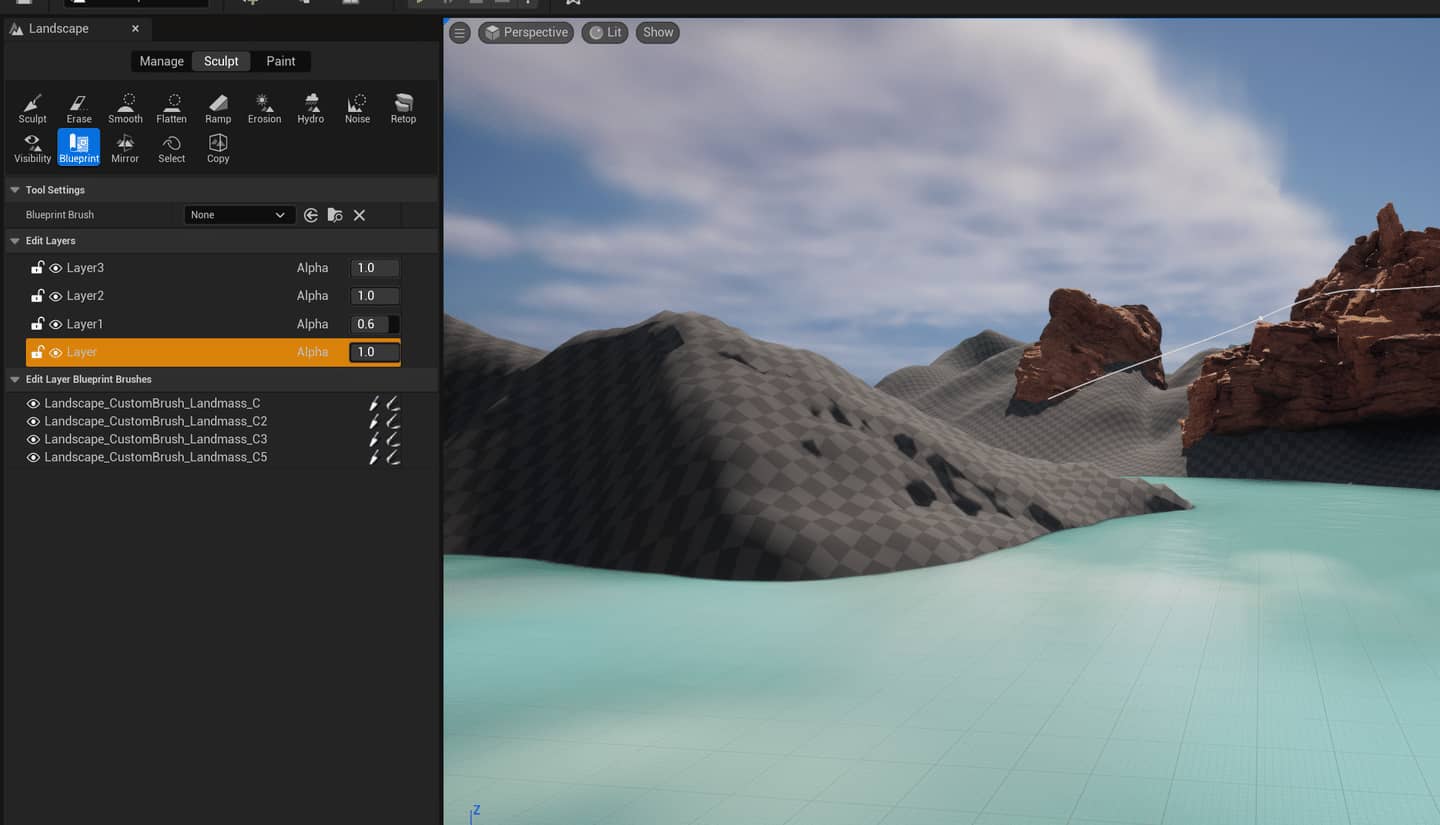 Landscape
Perspective Lit Show
Manage Sculpt Paint
Sculpt Erase Smooth Flatten Ramp Erosion Hydro Noise Retop
Visibility Blueprint Mirror Select Copy
Tool Settings
Blueprint Brush None
Edit Layers
Layer3 Alpha 1.0
Layer2 Alpha 1.0
Layer1 Alpha 0.6
Layer Alpha 1.0
Edit Layer Blueprint Brushes
Landscape_CustomBrush_Landmass_C
Landscape_CustomBrush_Landmass_C2
Landscape_CustomBrush_Landmass_C3
Landscape_CustomBrush_Landmass_C5
Z